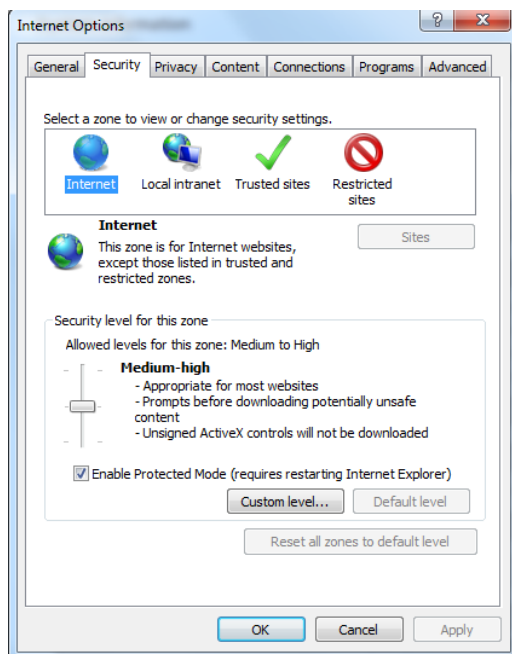 Internet Options
?
X
General Security Privacy Content Connections Programs Advanced
Select a zone to view or change security settings.
Internet Local intranet Trusted sites Restricted
sites
Internet
Sites
This zone is for Internet websites,
except those listed in trusted and
restricted zones.
Security level for this zone
Allowed levels for this zone: Medium to High
Medium-high
- Appropriate for most websites
- Prompts before downloading potentially unsafe
content
- Unsigned ActiveX controls will not be downloaded
Enable Protected Mode (requires restarting Internet Explorer)
Custom level... Default level
Reset all zones to default level
OK Cancel Apply